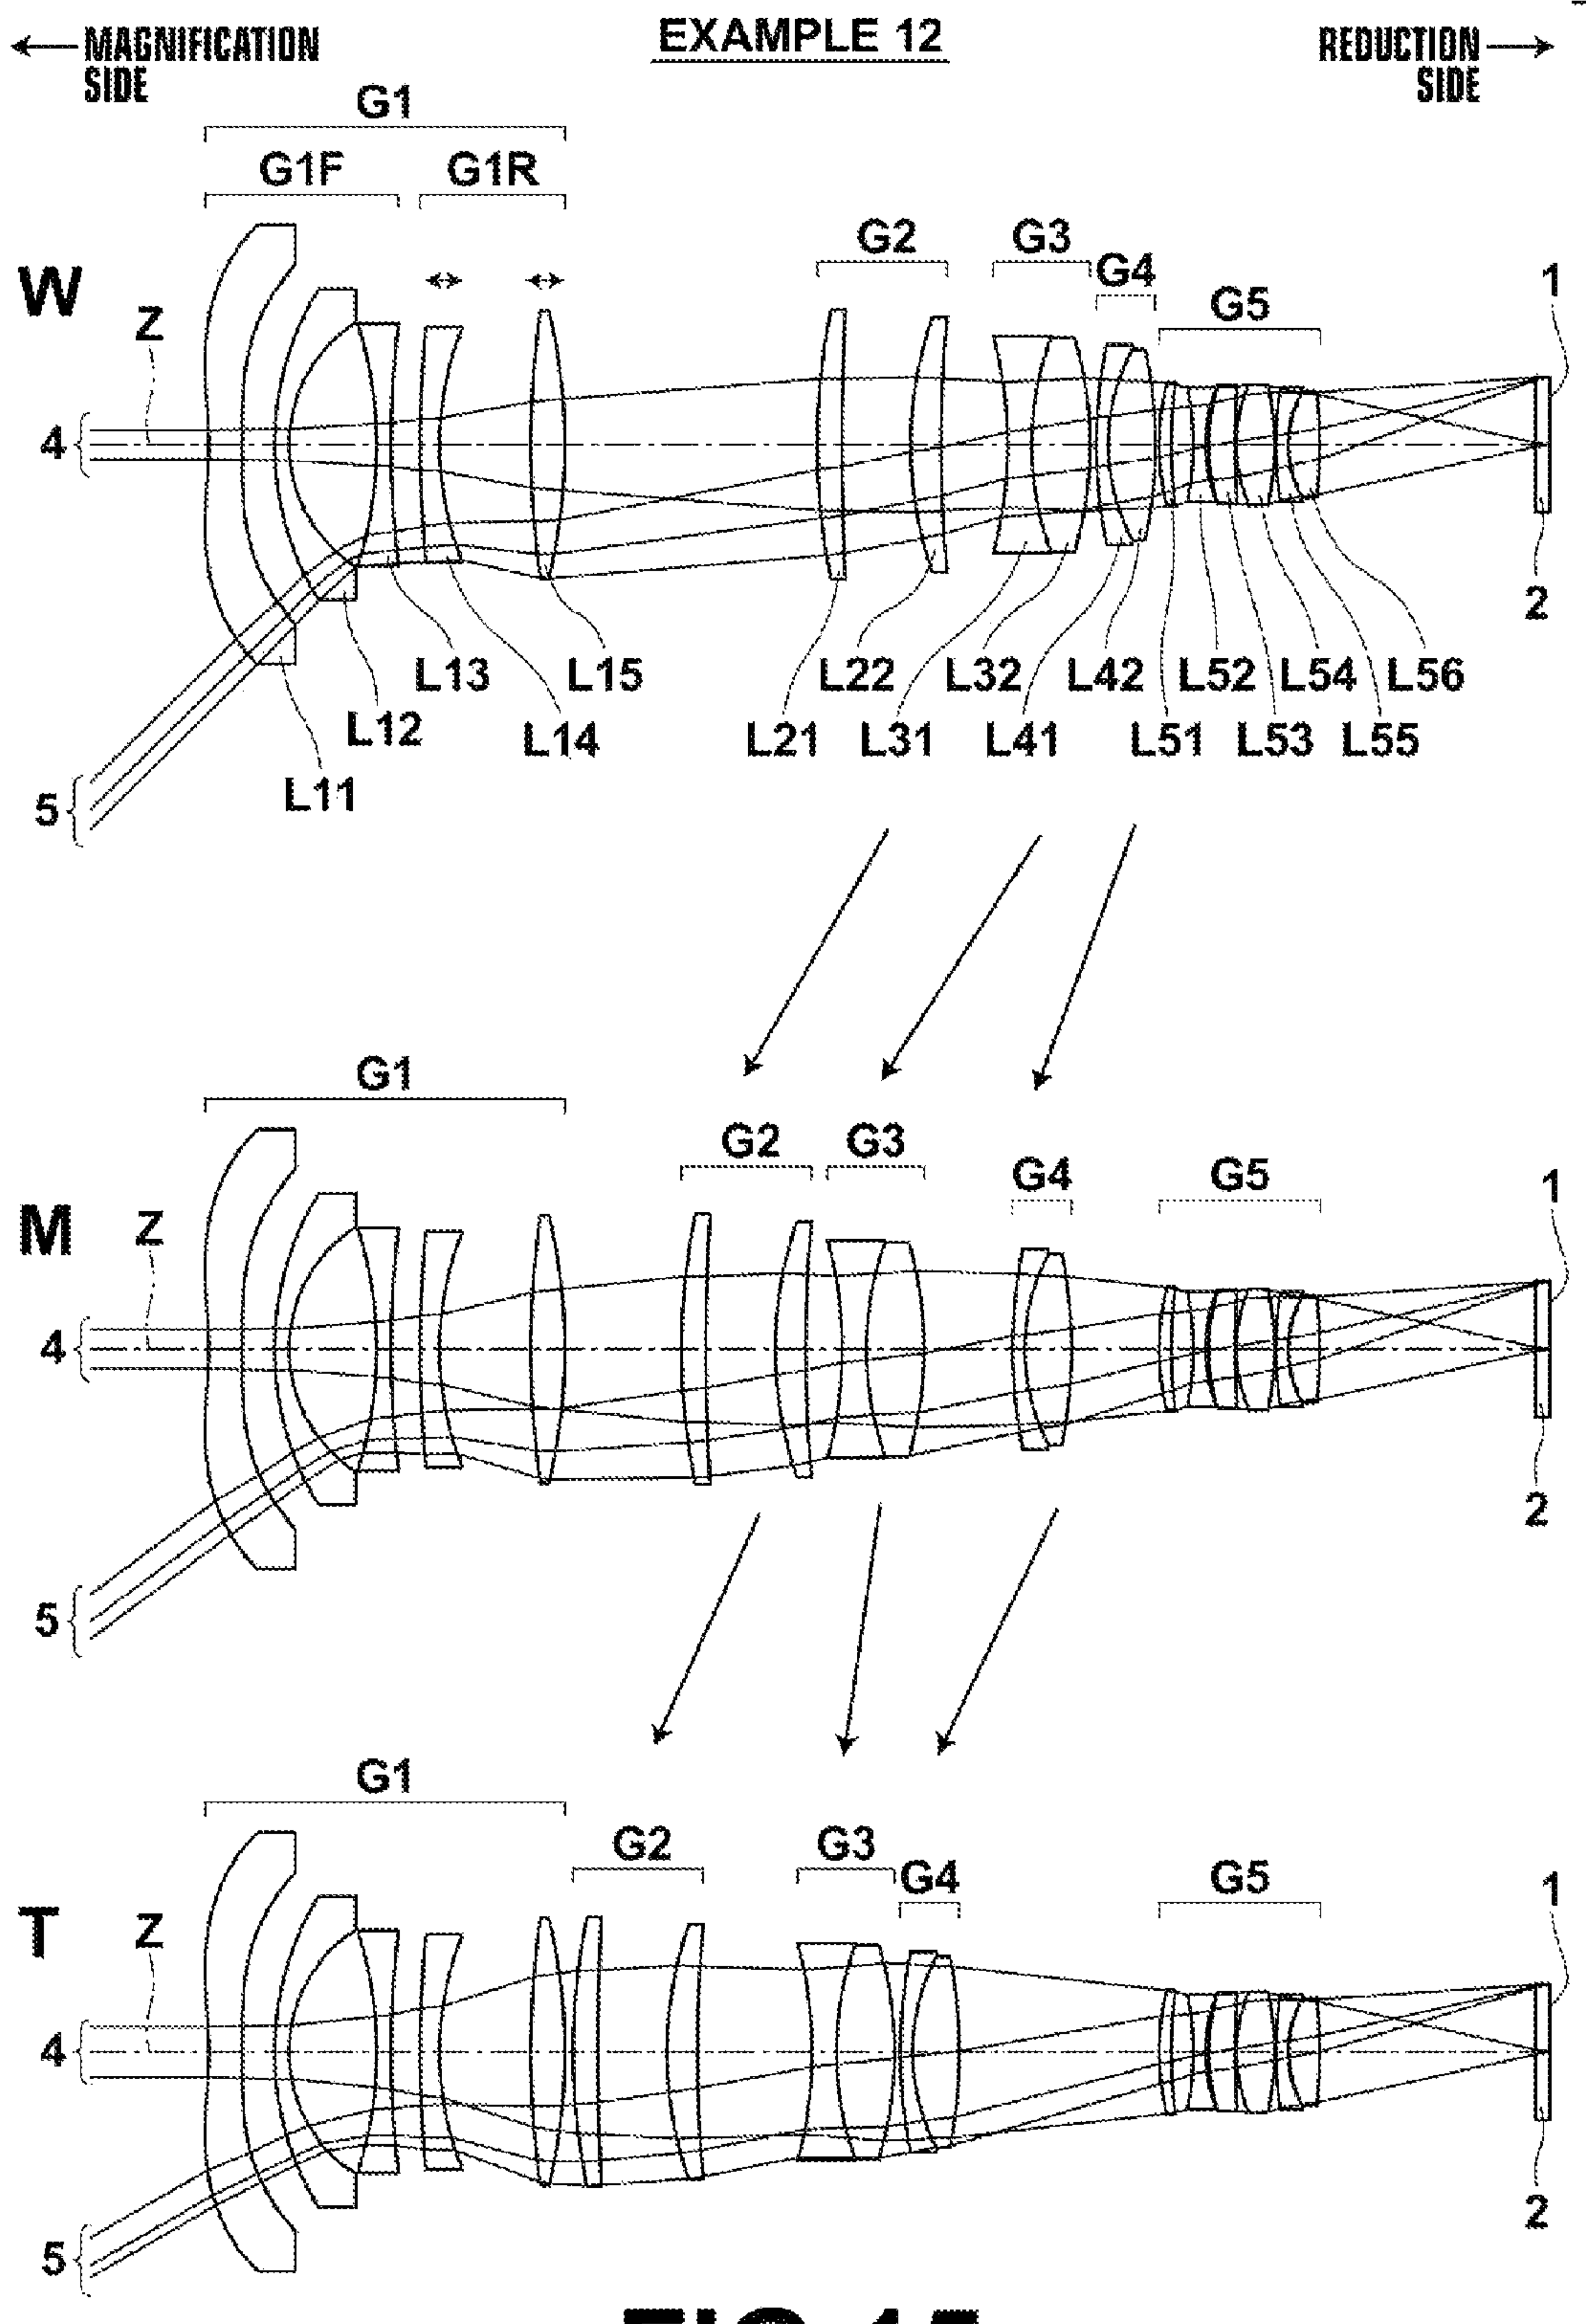 EXAMPLE 12
MAGNIFICATION
SIDE
REDUCTION
SIDE
G1
G1F
G1R
G2
G3
G4
G5
W
Z
1
4
2
L13
L15
L22
L32
L42
L52
L54
L56
L12
L14
L21
L31
L41
L51
L53
L55
L11
5
G1
G2
G3
G4
G5
M
Z
1
4
2
5
G1
G2
G3
G4
G5
T
Z
1
4
2
5